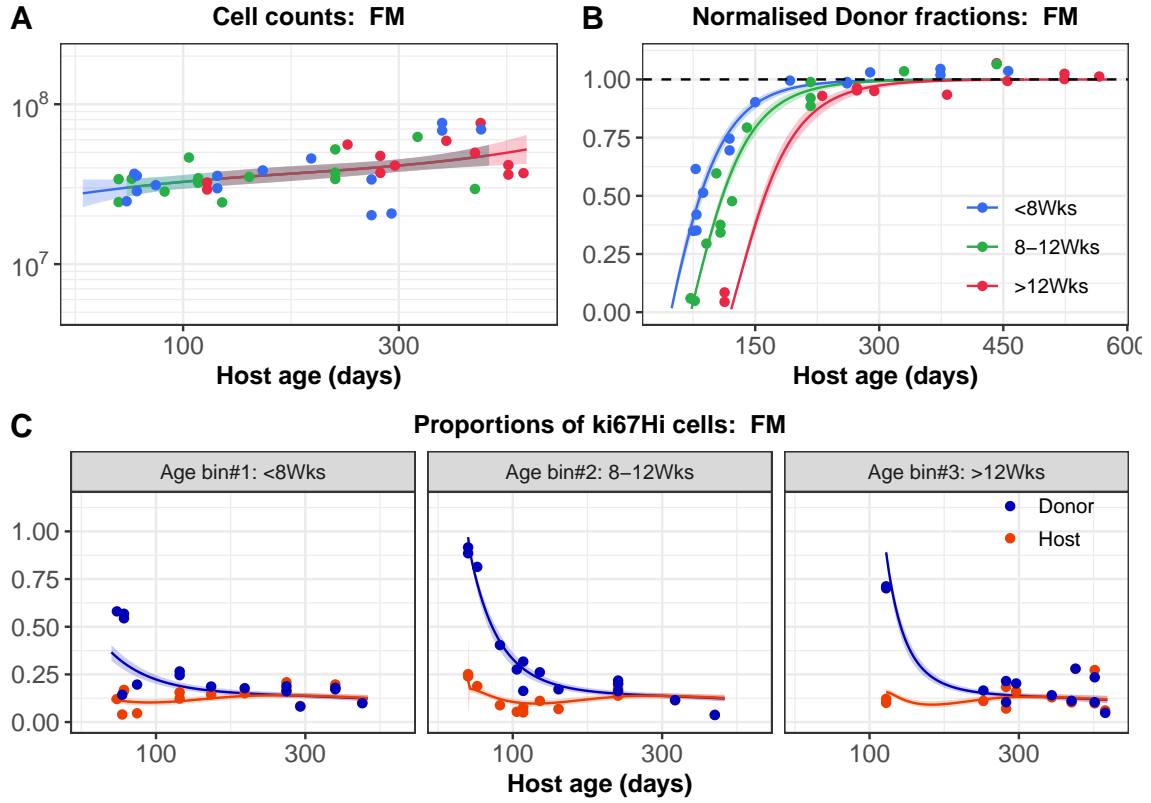 A
Cell counts: FM
10^8
10^7
100
300
Host age (days)
B
Normalised Donor fractions: FM
1.00
0.75
0.50
0.25
0.00
<8Wks
8−12Wks
>12Wks
150
300
450
600
Host age (days)
C
Proportions of ki67Hi cells: FM
Age bin#1: <8Wks
Age bin#2: 8−12Wks
Age bin#3: >12Wks
1.00
0.75
0.50
0.25
0.00
Donor
Host
100
300
100
300
100
300
Host age (days)